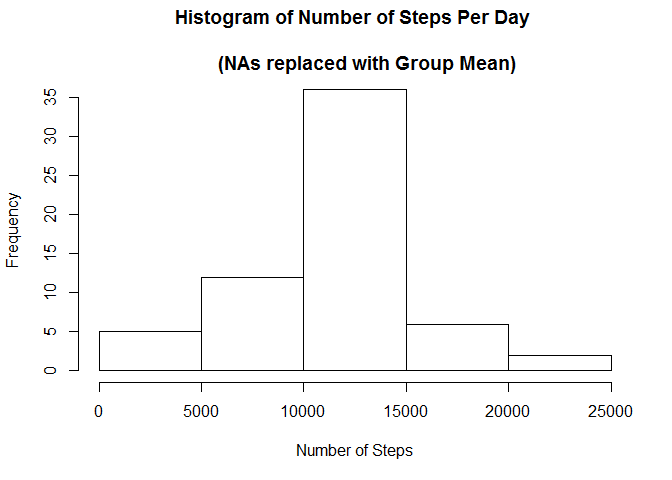 Histogram of Number of Steps Per Day
(NAs replaced with Group Mean)
Frequency
35
30
25
20
15
10
5
0
0 5000 10000 15000 20000 25000
Number of Steps